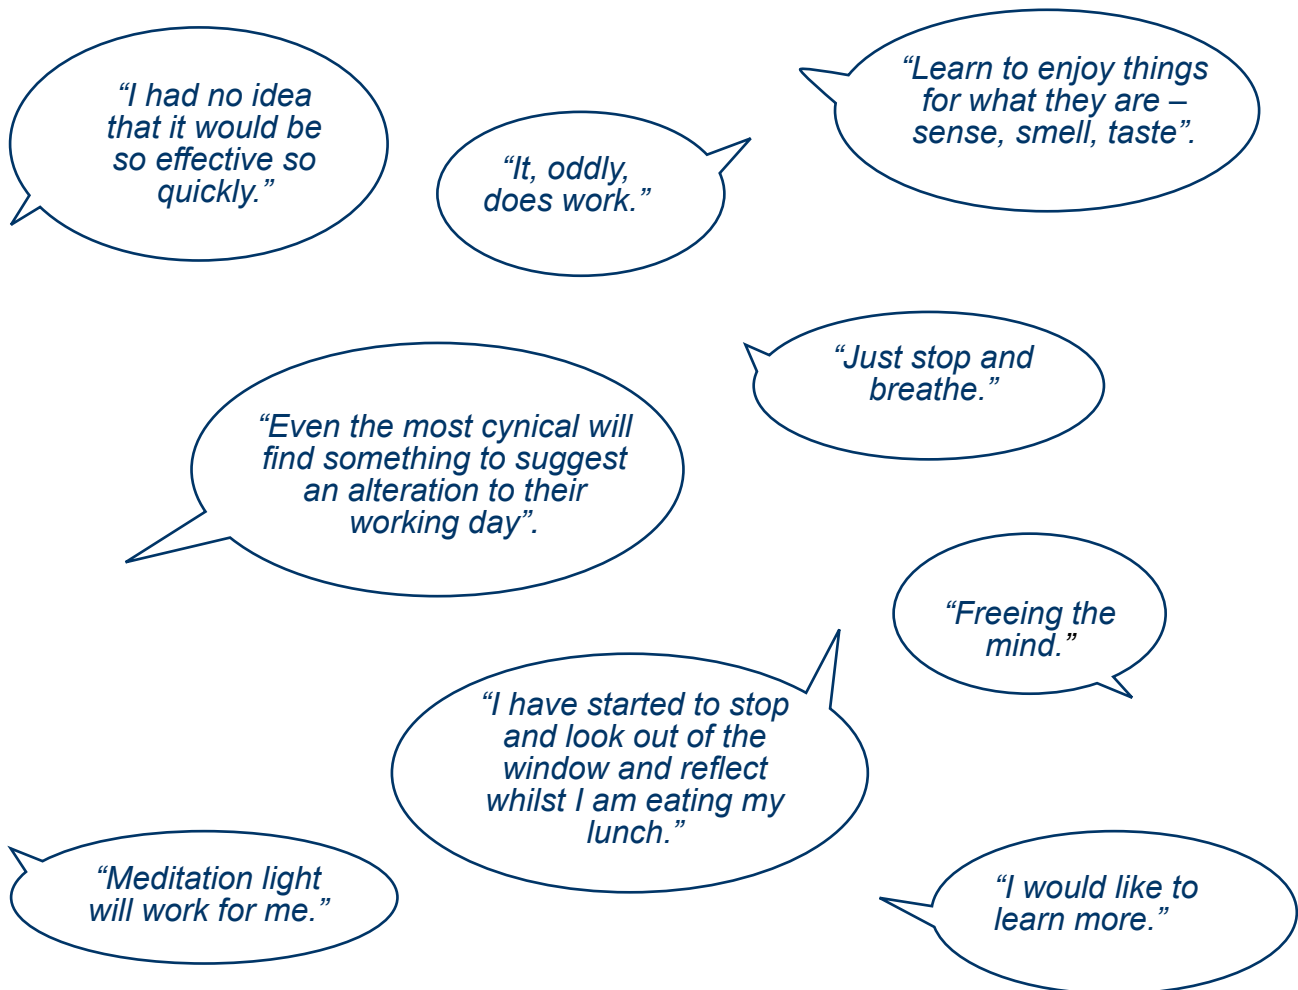 “I had no idea
that it would be
so effective so
quickly.”
“It, oddly,
does work.”
“Learn to enjoy things
for what they are –
sense, smell, taste”.
“Just stop and
breathe.”
“Even the most cynical will
find something to suggest
an alteration to their
working day”.
“Freeing the
mind.”
“I have started to stop
and look out of the
window and reflect
whilst I am eating my
lunch.”
“Meditation light
will work for me.”
“I would like to
learn more.”